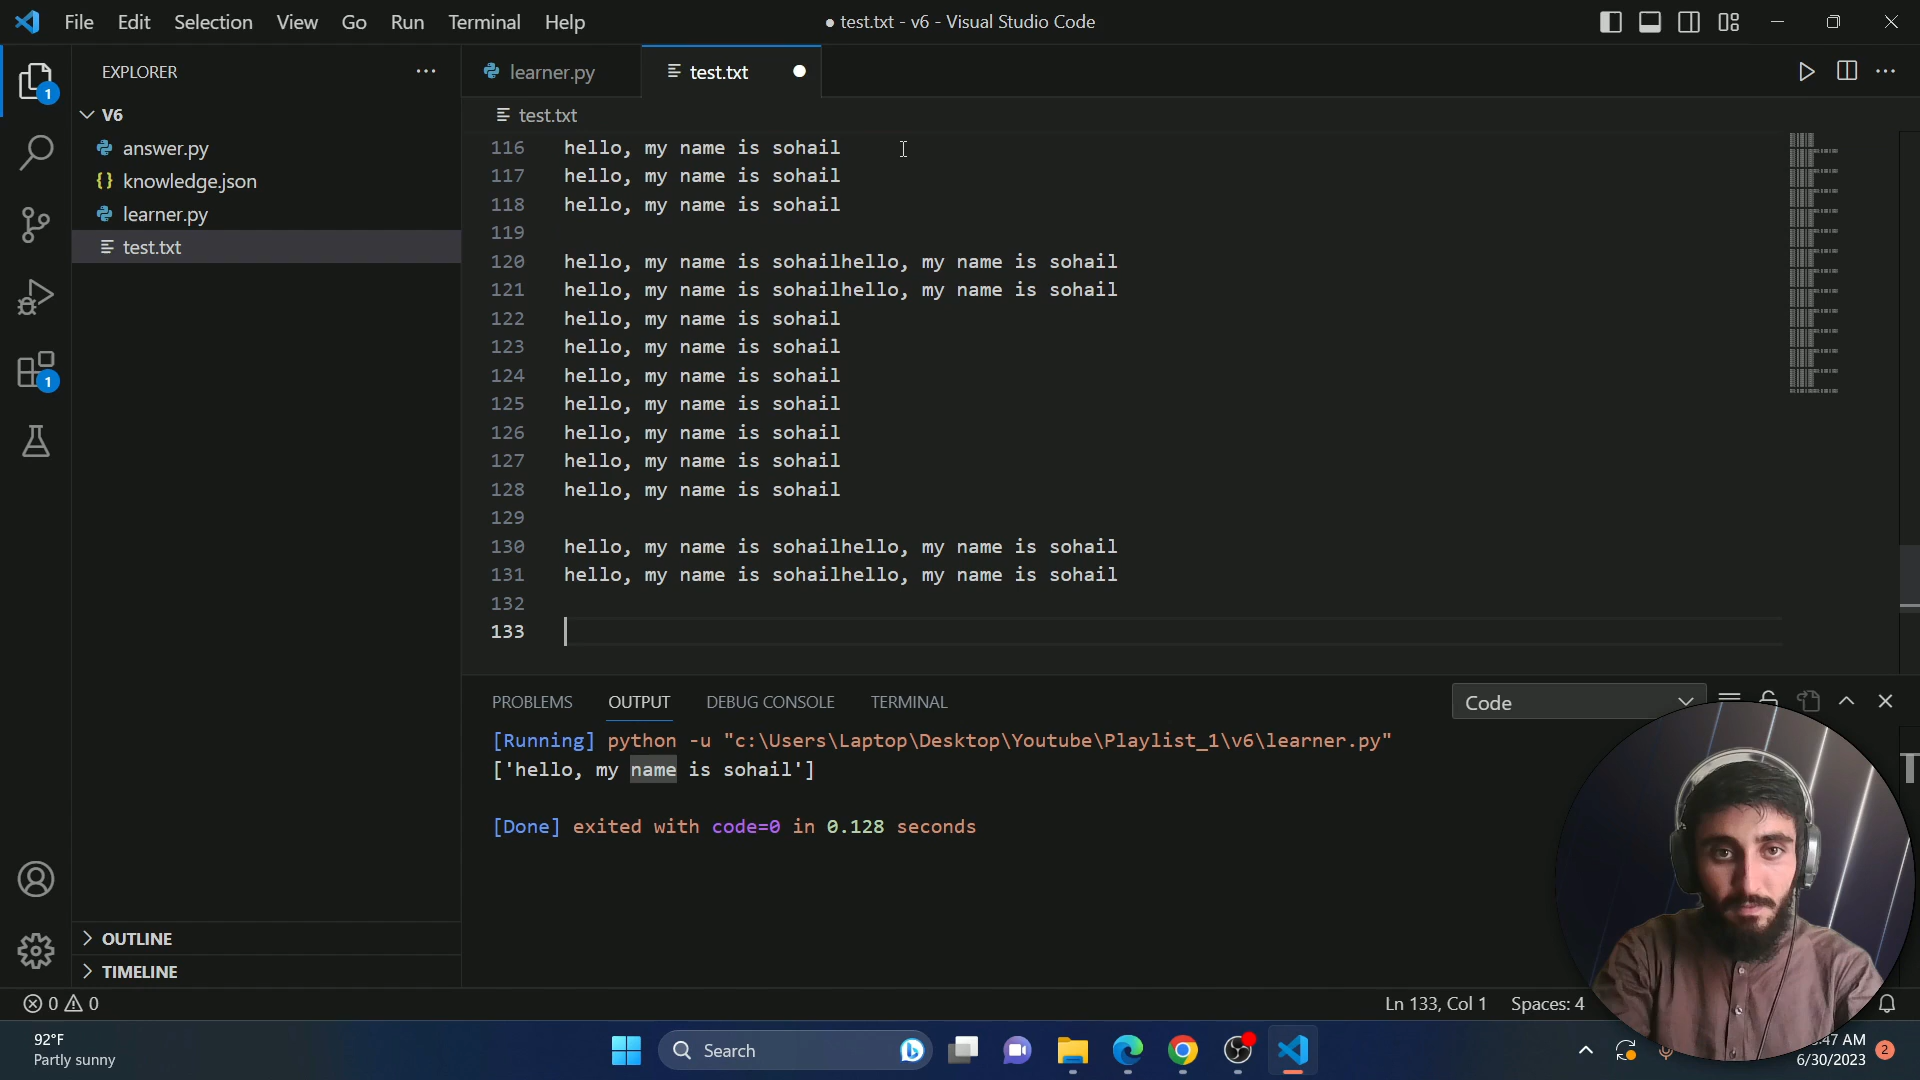 File Edit Selection View Go Run Terminal Help
● test.txt - v6 - Visual Studio Code
EXPLORER
1
V6
answer.py
knowledge.json
learner.py
test.txt
1
OUTLINE
TIMELINE
learner.py
test.txt
test.txt
116 hello, my name is sohail
117 hello, my name is sohail
118 hello, my name is sohail
119
120 hello, my name is sohailhello, my name is sohail
121 hello, my name is sohailhello, my name is sohail
122 hello, my name is sohail
123 hello, my name is sohail
124 hello, my name is sohail
125 hello, my name is sohail
126 hello, my name is sohail
127 hello, my name is sohail
128 hello, my name is sohail
129
130 hello, my name is sohailhello, my name is sohail
131 hello, my name is sohailhello, my name is sohail
132
133
PROBLEMS OUTPUT DEBUG CONSOLE TERMINAL
Code
[Running] python -u "c:\Users\Laptop\Desktop\Youtube\Playlist_1\v6\learner.py"
['hello, my name is sohail']
[Done] exited with code=0 in 0.128 seconds
0 0
Ln 133, Col 1 Spaces: 4
92°F
Partly sunny
Search
47 AM
6/30/2023
2